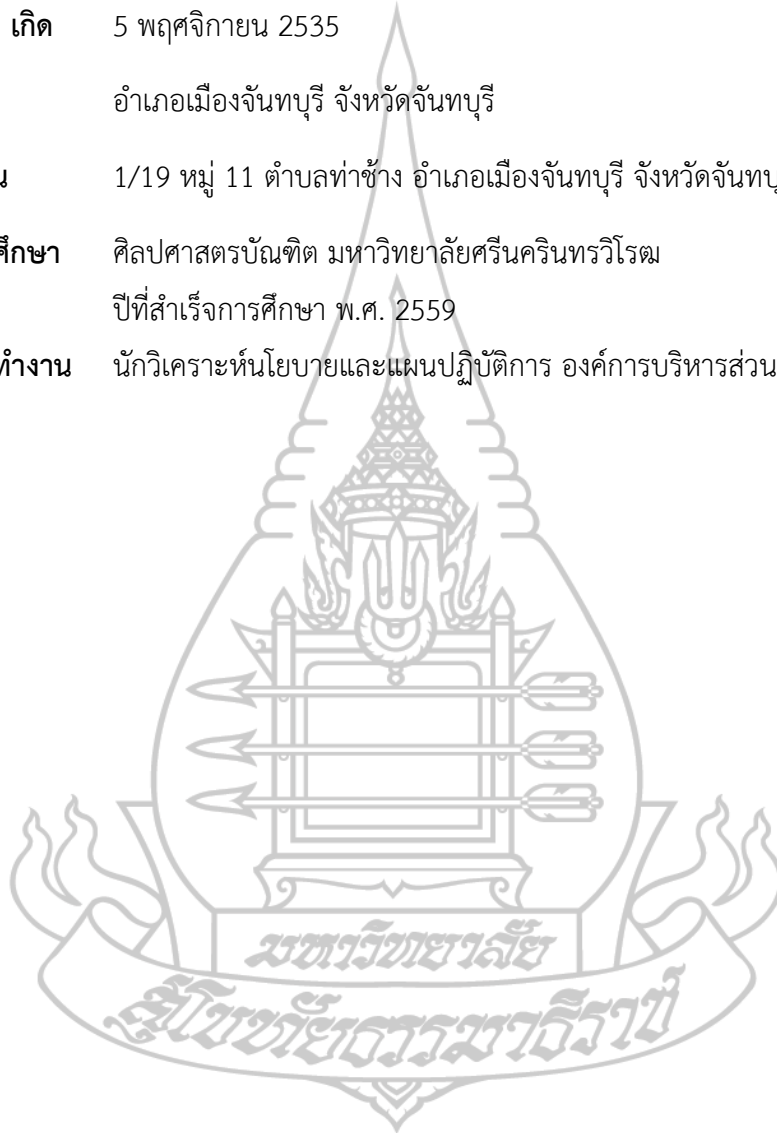 เกิด 5 พฤศจิกายน 2535
อำเภอเมืองจันทบุรี จังหวัดจันทบุรี
1/19 หมู่ 11 ตำบลท่าช้าง อำเภอเมืองจันทบุรี จังหวัด
ศึกษา ศิลปศาสตรบัณฑิต มหาวิทยาลัยศรีนครินทรวิโรฒ
ปีที่สำเร็จการศึกษา พ.ศ. 2559
ทำงาน นักวิเคราะห์นโยบายและแผนปฏิบัติการ องค์การบริหารส่วน
มหาวิทยาลัย
สุโขทัยธรรมาธิราช